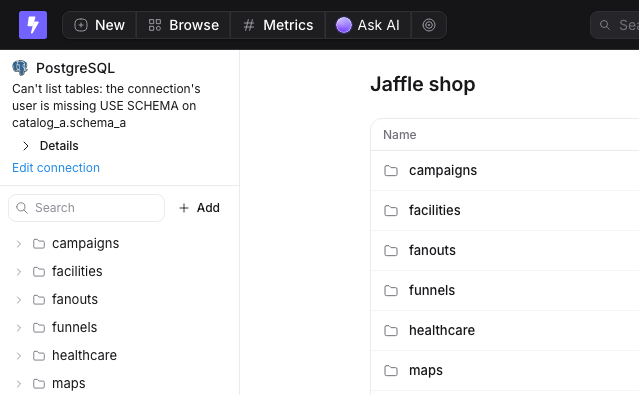 New
Browse
Metrics
Ask AI
PostgreSQL
Can't list tables: the connection's
user is missing USE SCHEMA on
catalog_a.schema_a
Details
Edit connection
Search
Add
campaigns
facilities
fanouts
funnels
healthcare
maps
Jaffle shop
Name
campaigns
facilities
fanouts
funnels
healthcare
maps